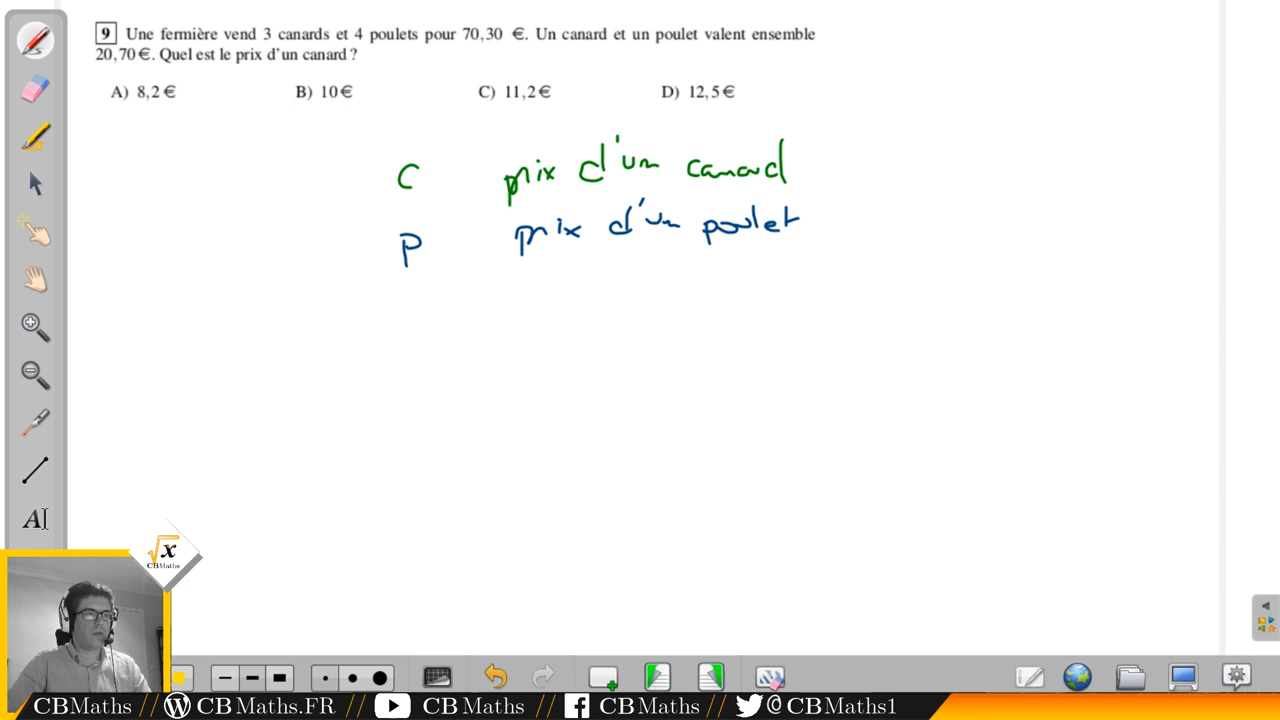 9 Une fermière vend 3 canards et 4 poulets pour 70,30 €. Un canard et un poulet valent ensemble
20,70 €. Quel est le prix d'un canard ?
A) 8,2 € B) 10 € C) 11,2 € D) 12,5 €
C prix d'un canard
P prix d'un poulet
AI
√x
CBMaths
CBMaths // CBMaths.FR // CBMaths // CBMaths // @CBMaths1